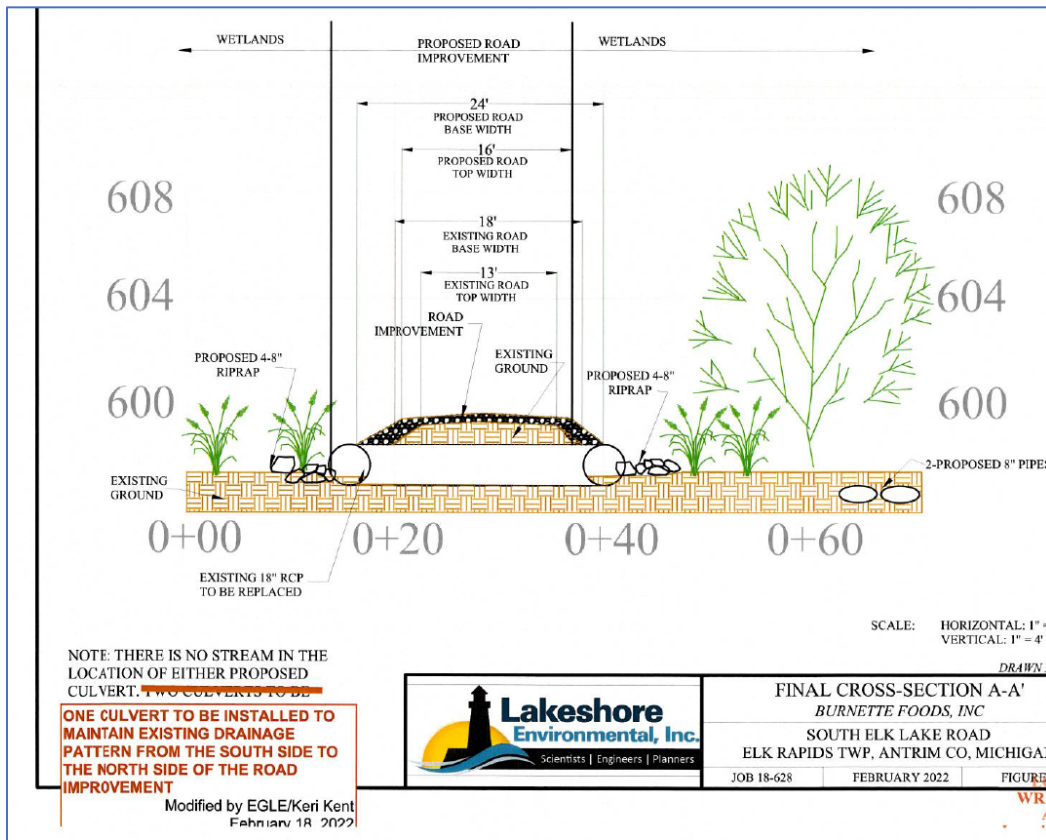 WETLANDS
PROPOSED ROAD
IMPROVEMENT
WETLANDS
24'
PROPOSED ROAD
BASE WIDTH
16'
PROPOSED ROAD
TOP WIDTH
608
608
18'
EXISTING ROAD
BASE WIDTH
13'
EXISTING ROAD
TOP WIDTH
604
604
ROAD
IMPROVEMENT
EXISTING
GROUND
PROPOSED 4-8"
RIPRAP
PROPOSED 4-8"
RIPRAP
600
600
2-PROPOSED 8" PIPES
EXISTING
GROUND
0+00
0+20
0+40
0+60
EXISTING 18" RCP
TO BE REPLACED
SCALE: HORIZONTAL: 1" =
VERTICAL: 1" = 4'
DRAWN
NOTE: THERE IS NO STREAM IN THE
LOCATION OF EITHER PROPOSED
CULVERT. TWO CULVERTS TO BE
ONE CULVERT TO BE INSTALLED TO
MAINTAIN EXISTING DRAINAGE
PATTERN FROM THE SOUTH SIDE TO
THE NORTH SIDE OF THE ROAD
IMPROVEMENT
Modified by EGLE/Keri Kent
February 18, 2022
Lakeshore
Environmental, Inc.
Scientists | Engineers | Planners
FINAL CROSS-SECTION A-A'
BURNETTE FOODS, INC
SOUTH ELK LAKE ROAD
ELK RAPIDS TWP, ANTRIM CO, MICHIGA
JOB 18-628
FEBRUARY 2022
FIGURE
WR